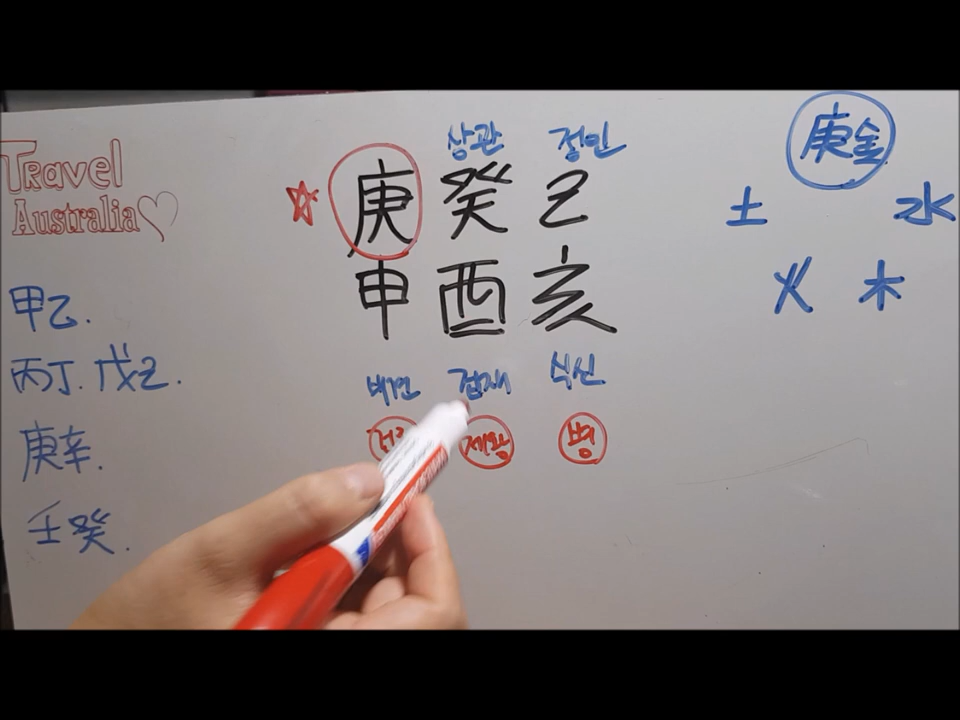 Travel
Australia
甲乙.
丙丁. 戊己.
庚辛.
壬癸.
상관 정인
庚 癸 己
申 酉 亥
비견 겁재 식신
제왕 병
庚金
土 水
火 木